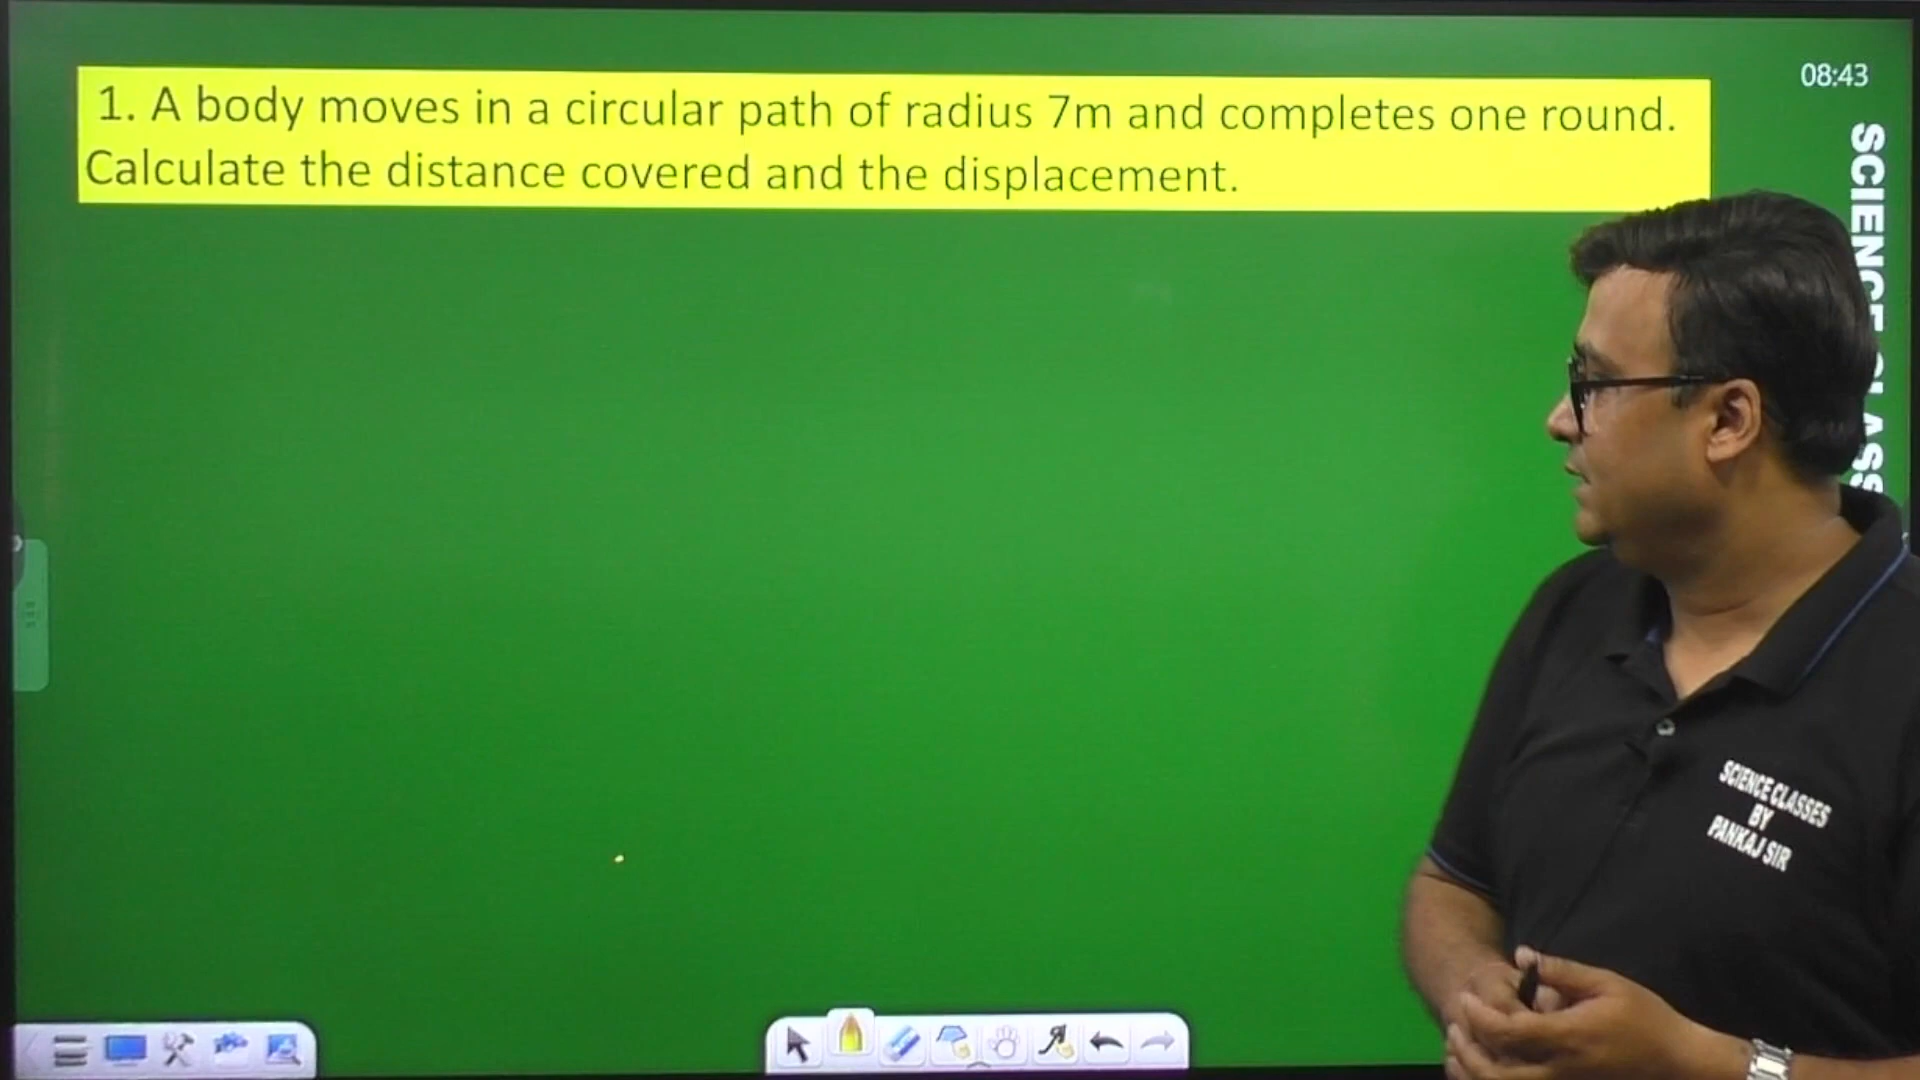 1. A body moves in a circular path of radius 7m and completes one round.
Calculate the distance covered and the displacement.
08:43
SCIENCE CLASS
SCIENCE CLASSES
BY
PANKAJ SIR